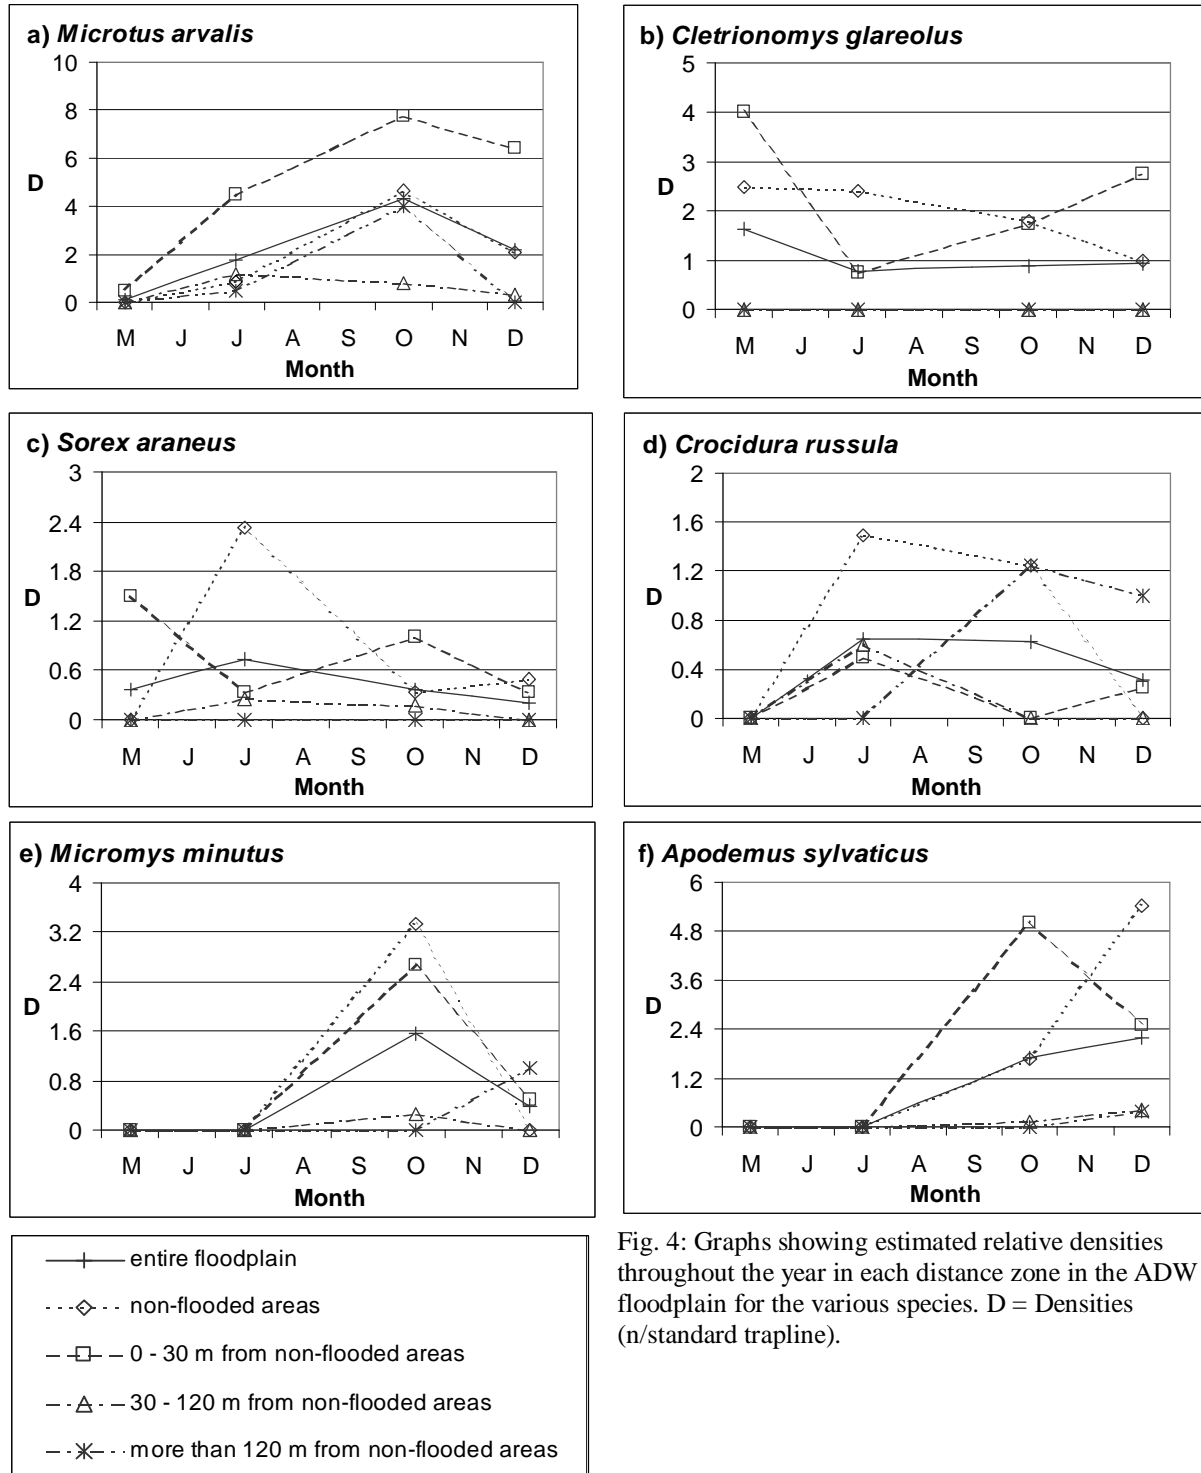 a) Microtus arvalis
10
8
6
D
4
2
0
M J J A S O N D
Month
b) Cletrionomys glareolus
5
4
3
D
2
1
0
M J J A S O N D
Month
c) Sorex araneus
3
2.4
1.8
D
1.2
0.6
0
M J J A S O N D
Month
d) Crocidura russula
2
1.6
1.2
D
0.8
0.4
0
M J J A S O N D
Month
e) Micromys minutus
4
3.2
2.4
D
1.6
0.8
0
M J J A S O N D
Month
f) Apodemus sylvaticus
6
4.8
3.6
D
2.4
1.2
0
M J J A S O N D
Month
entire floodplain
non-flooded areas
0 - 30 m from non-flooded areas
30 - 120 m from non-flooded areas
more than 120 m from non-flooded areas
Fig. 4: Graphs showing estimated relative densities
throughout the year in each distance zone in the ADW
floodplain for the various species. D = Densities
(n/standard trapline).